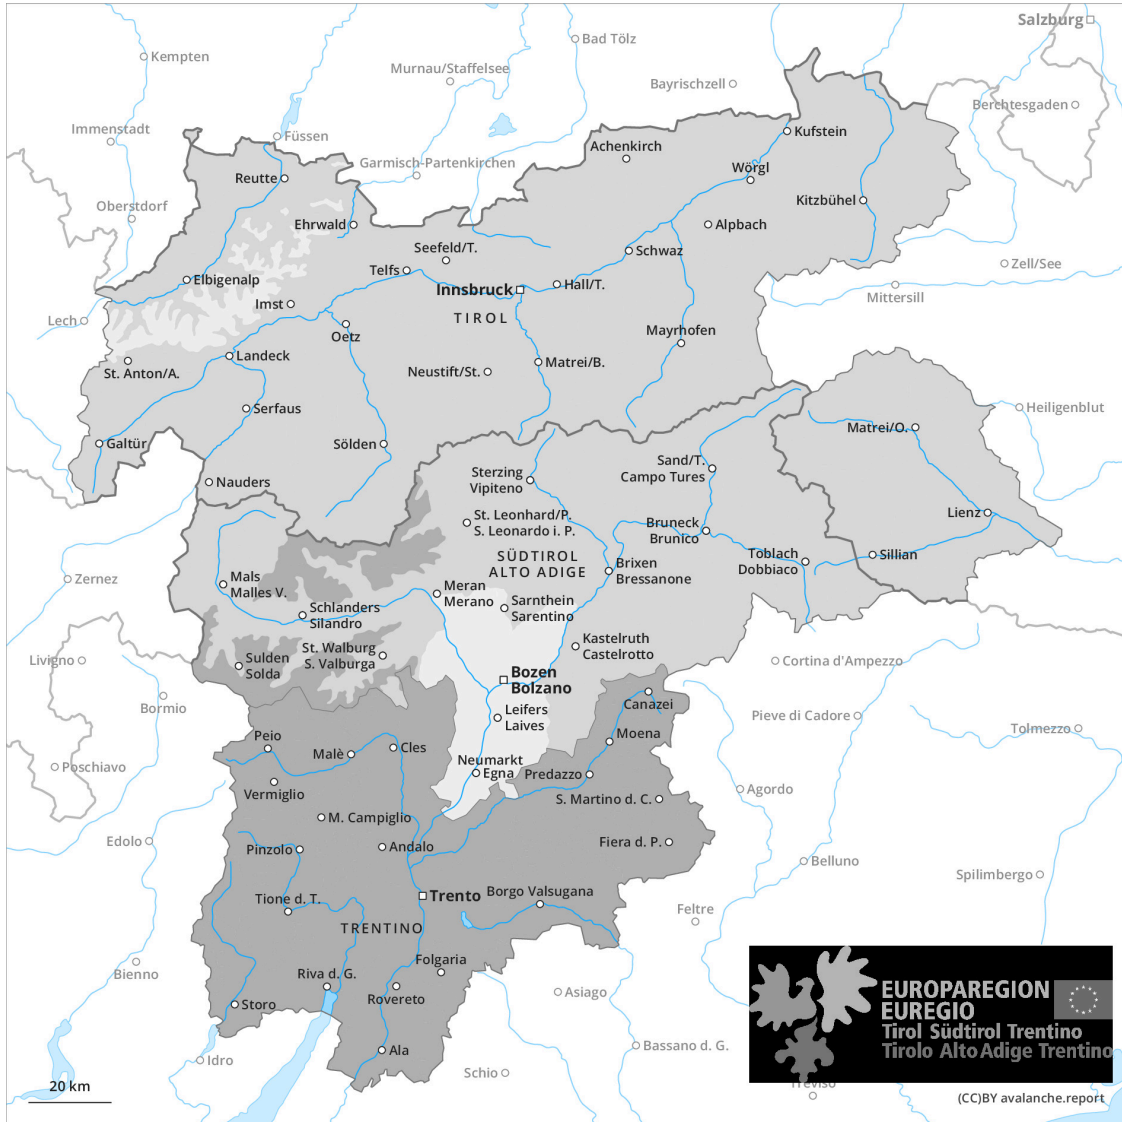 Salzburg
Bad Tölz
Kempten
Murnau/Staffelsee
Bayrischzell
Berchtesgaden
Immenstadt
Füssen
Kufstein
Achenkirch
Garmisch-Partenkirchen
Wörgl
Reutte
Kitzbühel
Oberstdorf
Ehrwald
Alpbach
Seefeld/T.
Schwaz
Zell/See
Telfs
Elbigenalp
Hall/T.
Innsbruck
Mittersill
Imst
TIROL
Lech
Mayrhofen
Oetz
Landeck
Matrei/B.
St. Anton/A.
Neustift/St.
Serfaus
Heiligenblut
Matrei/O.
Galtür
Sölden
Sand/T.
Campo Tures
Sterzing
Vipiteno
Nauders
Lienz
St. Leonhard/P.
S. Leonardo i. P.
Bruneck
Brunico
SÜDTIROL
ALTO ADIGE
Toblach
Dobbiaco
Sillian
Brixen
Bressanone
Zernez
Mals
Malles V.
Meran
Merano
Sarnthein
Sarentino
Schlanders
Silandro
Kastelruth
Castelrotto
St. Walburg
S. Valburga
Livigno
Sulden
Solda
Cortina d'Ampezzo
Bozen
Bolzano
Bormio
Canazei
Leifers
Laives
Pieve di Cadore
Tolmezzo
Peio
Moena
Cles
Malè
Neumarkt
Egna
Poschiavo
Predazzo
Vermiglio
Agordo
S. Martino d. C.
M. Campiglio
Edolo
Fiera d. P.
Pinzolo
Andalo
Belluno
Spilimbergo
Borgo Valsugana
Trento
Tione d. T.
Feltre
TRENTINO
Folgaria
Bienno
Riva d. G.
Rovereto
Asiago
Storo
EUROPAREGION
EUREGIO
Tirol Südtirol Trentino
Tirolo Alto Adige Trentino
Ala
Bassano d. G.
Idro
Schio
Treviso
20 km
(CC)BY avalanche.report